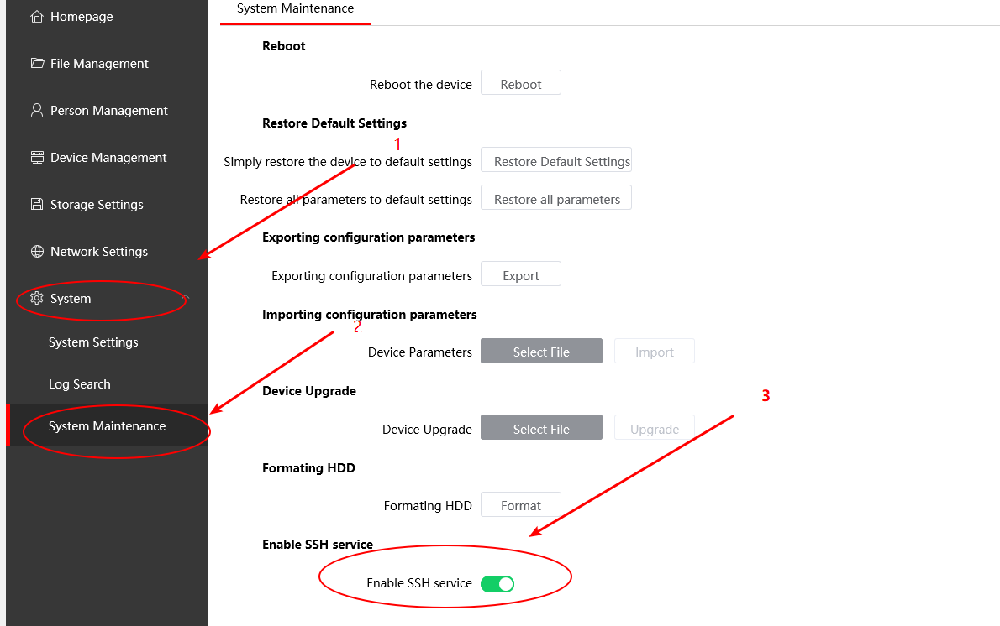 Homepage
File Management
Person Management
Device Management
Storage Settings
Network Settings
System
System Settings
Log Search
System Maintenance
System Maintenance
Reboot
Reboot the device Reboot
Restore Default Settings
1
Simply restore the device to default settings Restore Default Settings
Restore all parameters to default settings Restore all parameters
Exporting configuration parameters
Exporting configuration parameters Export
Importing configuration parameters
2
Device Parameters Select File Import
Device Upgrade
3
Device Upgrade Select File Upgrade
Formating HDD
Formating HDD Format
Enable SSH service
Enable SSH service